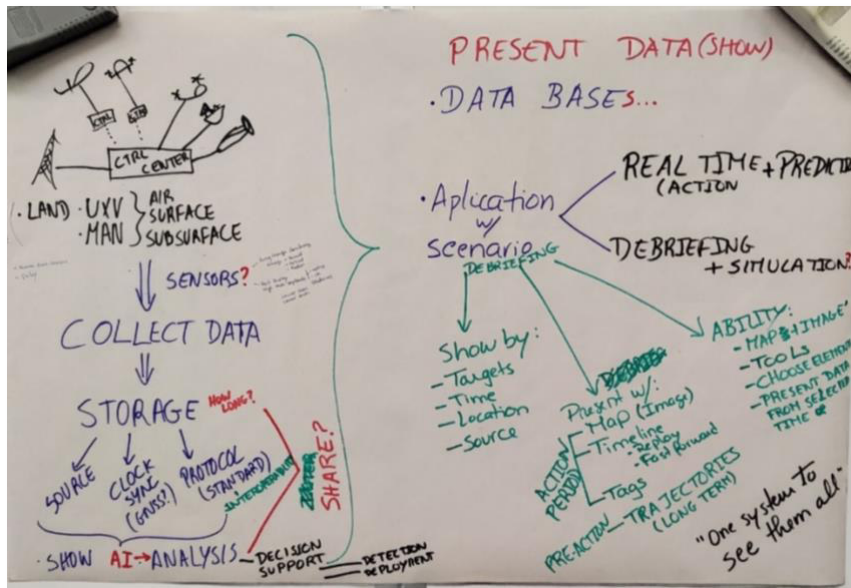 CTRL
CTRL
CENTER
· LAND · UXV
· MAN
AIR
SURFACE
SUBSURFACE
SENSORS?
COLLECT DATA
STORAGE
HOW LONG?
SOURCE
CLOCK
SYNC
(GNSS?)
PROTOCOL
(STANDARD)
SHARE?
· SHOW AI → ANALYSIS - DECISION
SUPPORT
DETECTION
DEPLOYMENT
PRESENT DATA (SHOW)
· DATA BASES...
· Aplication
w/
scenario
REAL TIME + PREDICTI
(ACTION
DEBRIEFING
+ SIMULATION?
DEBRIEFING
Show by:
- Targets
- Time
- Location
- Source
Present w/:
- Map (Image)
- Timeline
- Replay
- Fast Forward
- Tags
ACTION
PERIOD
PRE-ACTION - TRAJECTORIES
(LONG TERM)
ABILITY:
- MAP + IMAGE"
- TOOLS
- CHOOSE ELEMEN
- PRESENT DATA
FROM SELECTE
TIME
"One system to
see them all"